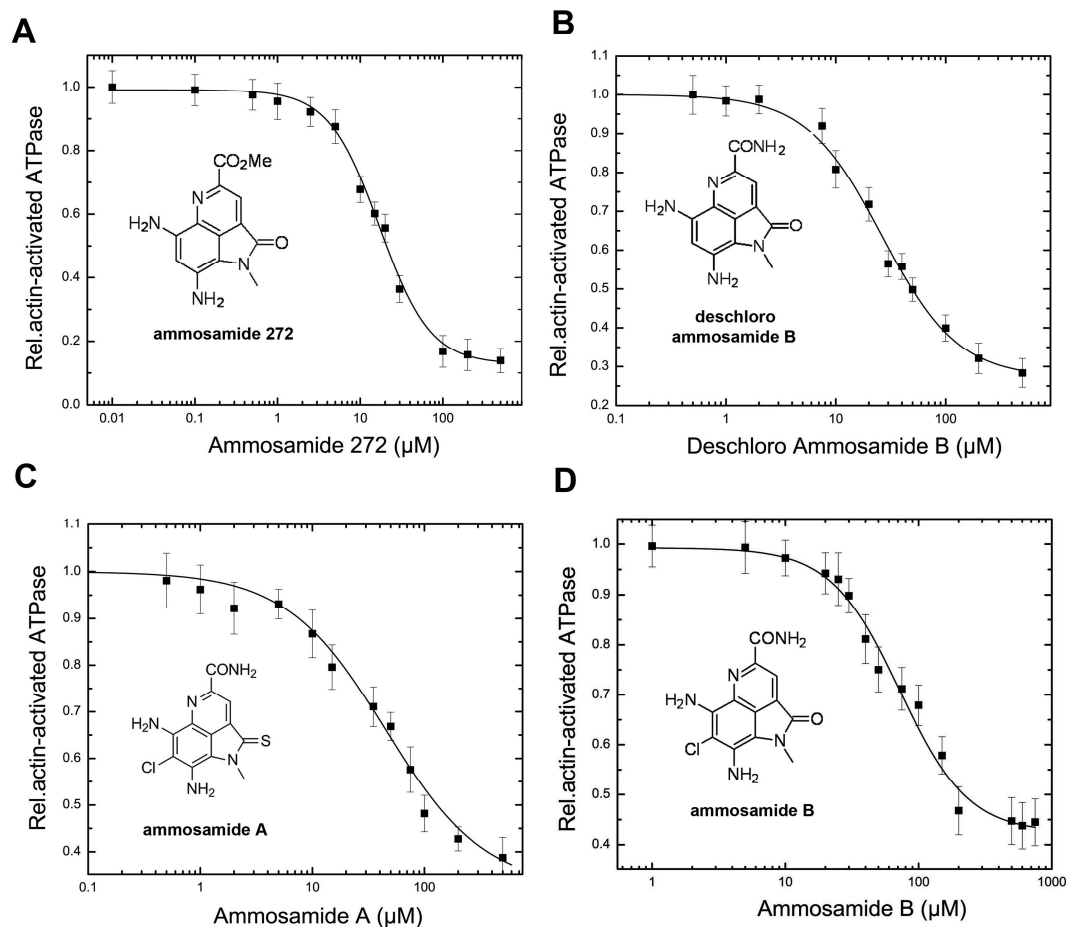 A
Rel.actin-activated ATPase
1.0
0.8
0.6
0.4
0.2
0.0
CO2Me
N
H2N
O
N
NH2
ammosamide 272
0.01
0.1
1
10
100
Ammosamide 272 (µM)
B
Rel.actin-activated ATPase
1.1
1.0
0.9
0.8
0.7
0.6
0.5
0.4
0.3
0.2
CONH2
N
H2N
O
N
NH2
deschloro
ammosamide B
0.1
1
10
100
Deschloro Ammosamide B (µM)
C
Rel.actin-activated ATPase
1.1
1.0
0.9
0.8
0.7
0.6
0.5
0.4
CONH2
N
H2N
S
Cl
N
NH2
ammosamide A
0.1
1
10
100
Ammosamide A (µM)
D
Rel.actin-activated ATPase
1.0
0.9
0.8
0.7
0.6
0.5
0.4
CONH2
N
H2N
O
Cl
N
NH2
ammosamide B
1
10
100
1000
Ammosamide B (µM)